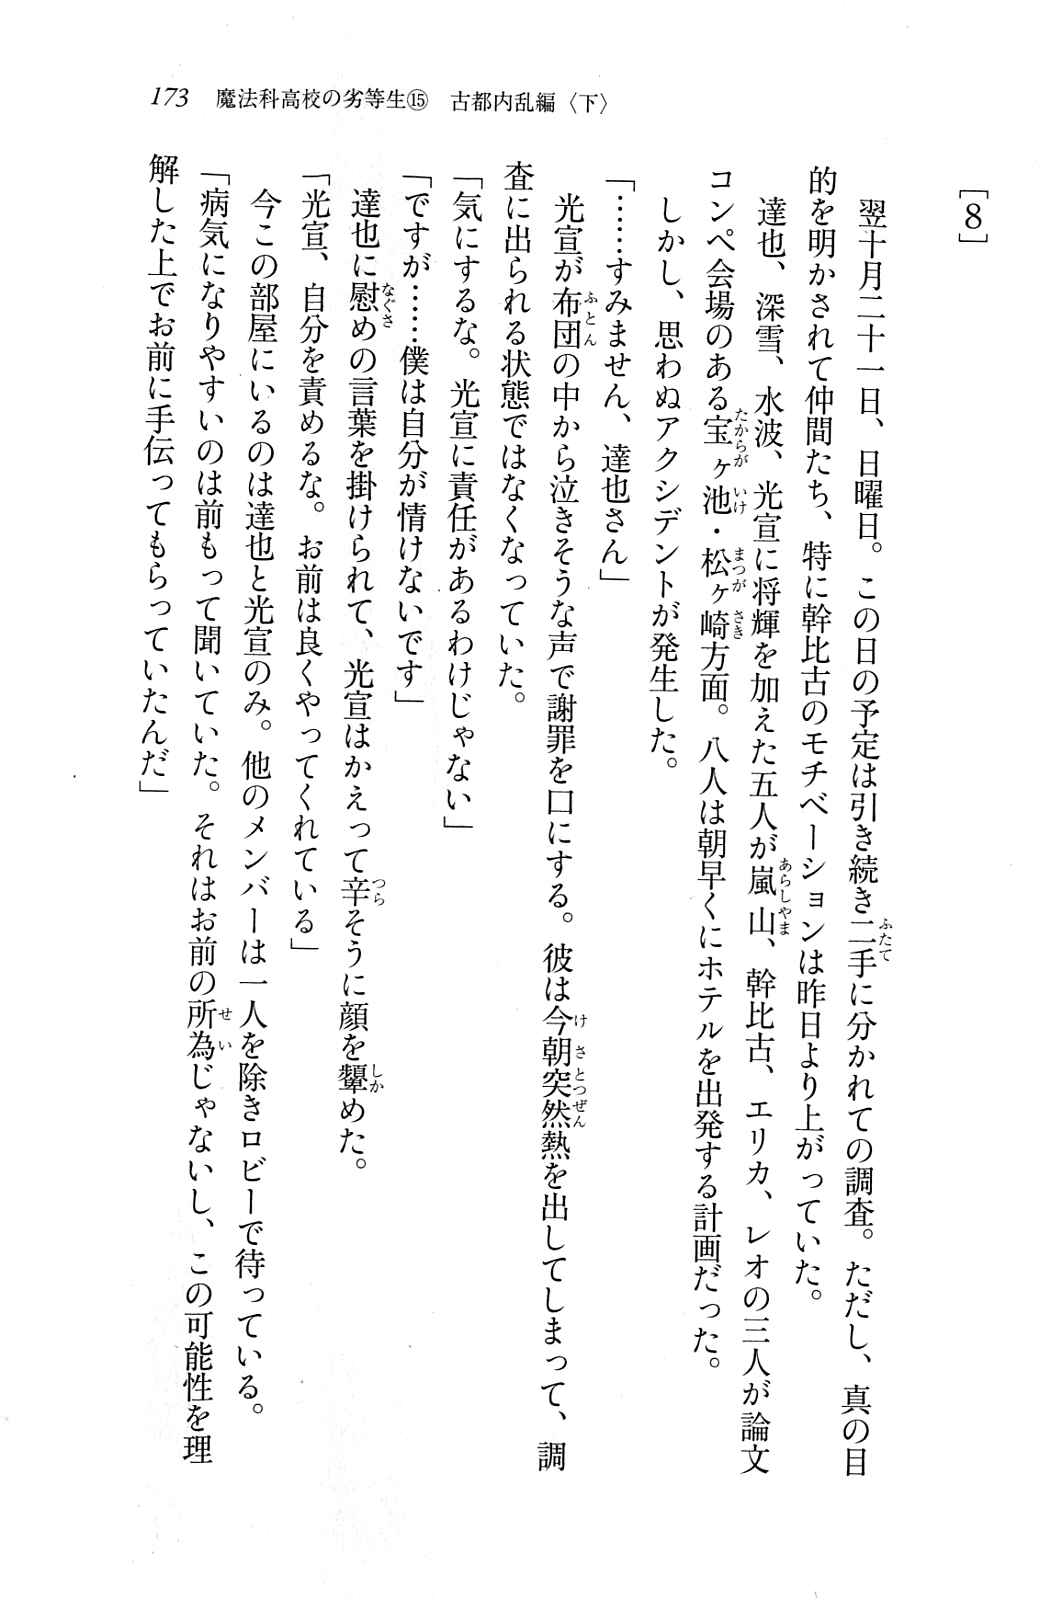 173 魔法科高校の劣等生⑮ 古都内乱編〈下〉
[8]
翌十月二十一日、日曜日。この日の予定は引き続き二手に分かれての調査。ただし、真の目
的を明かされて仲間たち、特に幹比古のモチベーションは昨日より上がっていた。
達也、深雪、水波、光宣に将輝を加えた五人が嵐山、幹比古、エリカ、レオの三人が論文
コンペ会場のある宝ヶ池・松ヶ崎方面。八人は朝早くにホテルを出発する計画だった。
しかし、思わぬアクシデントが発生した。
「……すみません、達也さん」
光宣が布団の中から泣きそうな声で謝罪を口にする。彼は今朝突然熱を出してしまって、調
査に出られる状態ではなくなっていた。
「気にするな。光宣に責任があるわけじゃない」
「ですが……僕は自分が情けないです」
達也に慰めの言葉を掛けられて、光宣はかえって辛そうに顔を顰めた。
「光宣、自分を責めるな。お前は良くやってくれている」
今この部屋にいるのは達也と光宣のみ。他のメンバーは一人を除きロビーで待っている。
「病気になりやすいのは前もって聞いていた。それはお前の所為じゃないし、この可能性を理
解した上でお前に手伝ってもらっていたんだ」